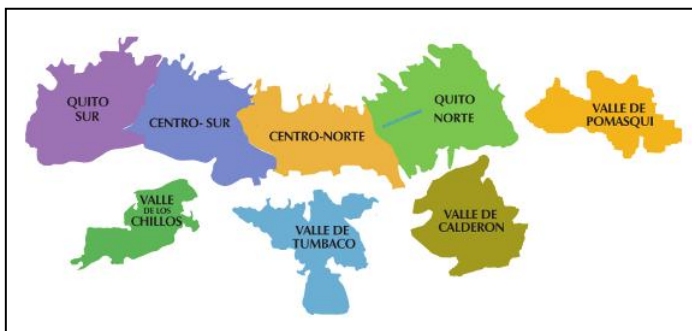 QUITO
SUR
CENTRO- SUR
CENTRO-NORTE
QUITO
NORTE
VALLE DE
POMASQUI
VALLE
DE LOS
CHILLOS
VALLE DE
TUMBACO
VALLE DE
CALDERON